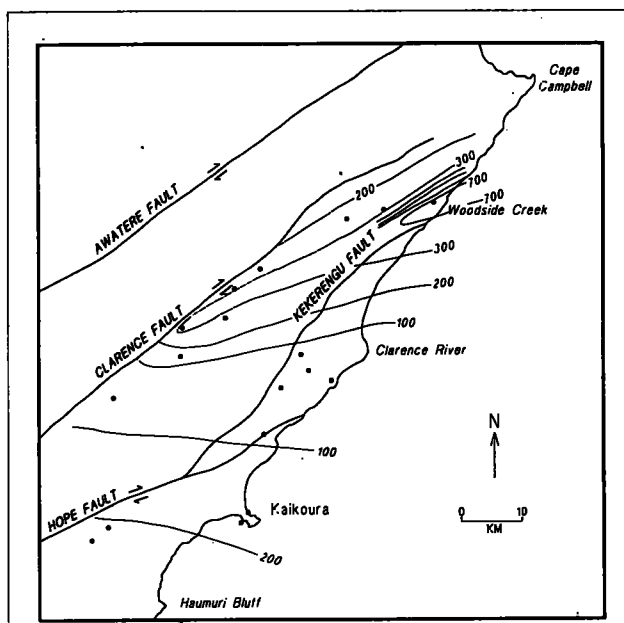 Cape
Campbell
300
200
700
700
Woodside Creek
AWATERE FAULT
KEKERENGU FAULT
300
200
CLARENCE FAULT
100
Clarence River
N
100
HOPE FAULT
Kaikoura
0 10
KM
200
Haumuri Bluff